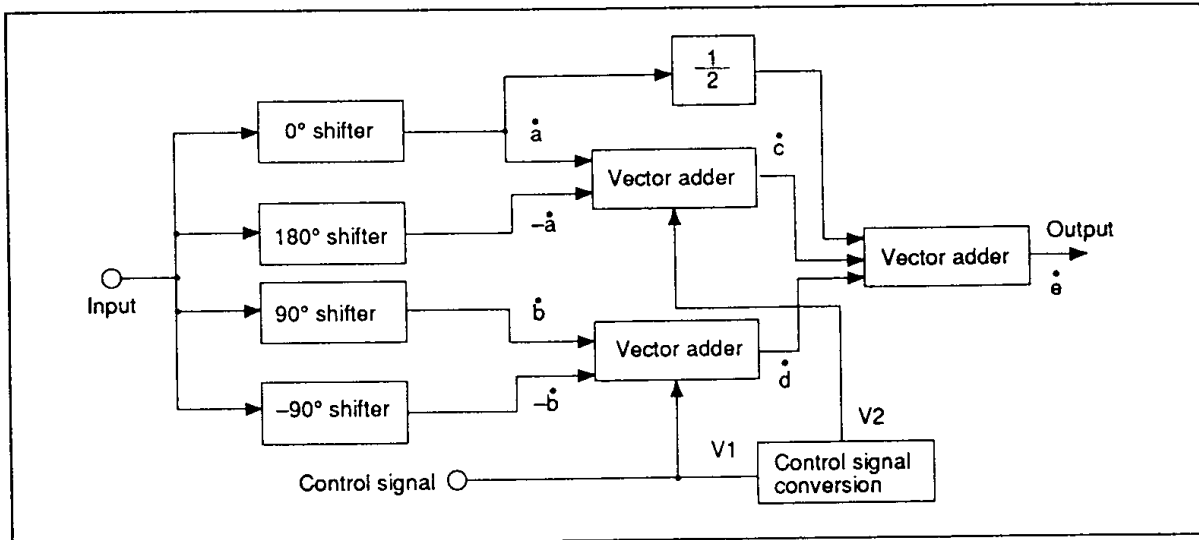 –1/2
0° shifter
ȧ
Vector adder
ċ
180° shifter
–ȧ
Output
Vector adder
ė
Input
90° shifter
ḃ
Vector adder
ḋ
–90° shifter
–ḃ
V2
V1
Control signal
Control signal
conversion